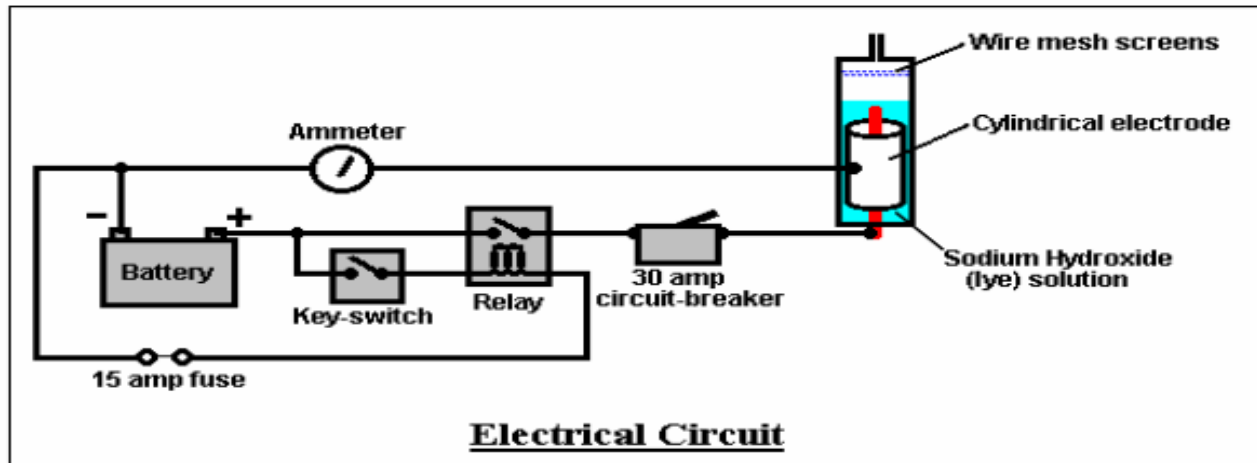 Wire mesh screens
Ammeter
Cylindrical electrode
- +
Battery
Sodium Hydroxide
(lye) solution
30 amp
circuit-breaker
Relay
Key-switch
15 amp fuse
Electrical Circuit